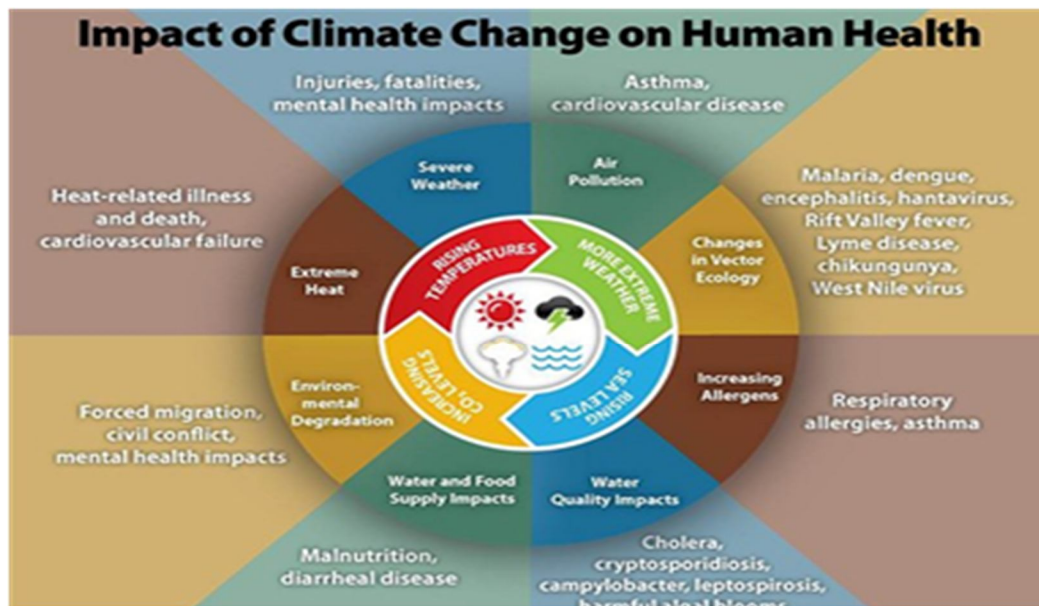 Impact of Climate Change on Human Health
Injuries, fatalities,
mental health impacts
Asthma,
cardiovascular disease
Severe
Weather
Air
Pollution
Heat-related illness
and death,
cardiovascular failure
Malaria, dengue,
encephalitis, hantavirus,
Rift Valley fever,
Lyme disease,
chikungunya,
West Nile virus
Extreme
Heat
Changes
in Vector
Ecology
RISING
TEMPERATURES
MORE EXTREME
WEATHER
INCREASING
CO₂ LEVELS
RISING
SEA LEVELS
Environ-
mental
Degradation
Increasing
Allergens
Forced migration,
civil conflict,
mental health impacts
Respiratory
allergies, asthma
Water and Food
Supply Impacts
Water
Quality Impacts
Malnutrition,
diarrheal disease
Cholera,
cryptosporidiosis,
campylobacter, leptospirosis,
harmful algal blooms